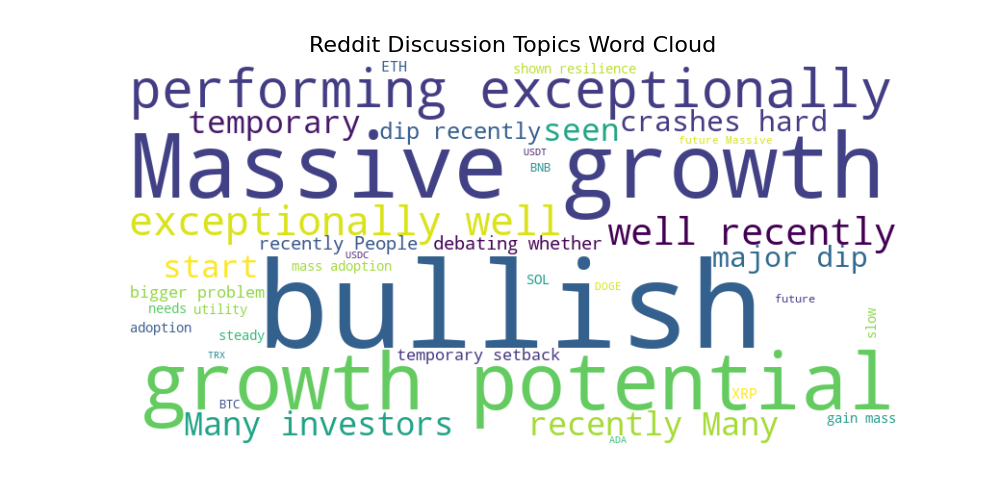 Reddit Discussion Topics Word Cloud
ETH
shown resilience
performing exceptionally
temporary
dip recently
seen
crashes hard
future Massive
Massive growth
USDT
BNB
exceptionally well
well recently
recently People
debating whether
major dip
USDC
start
mass adoption
bullish
SOL
DOGE
bigger problem
future
needs
utility
slow
adoption
steady
TRX
temporary setback
growth potential
XRP
BTC
Many investors
recently Many
gain mass
ADA